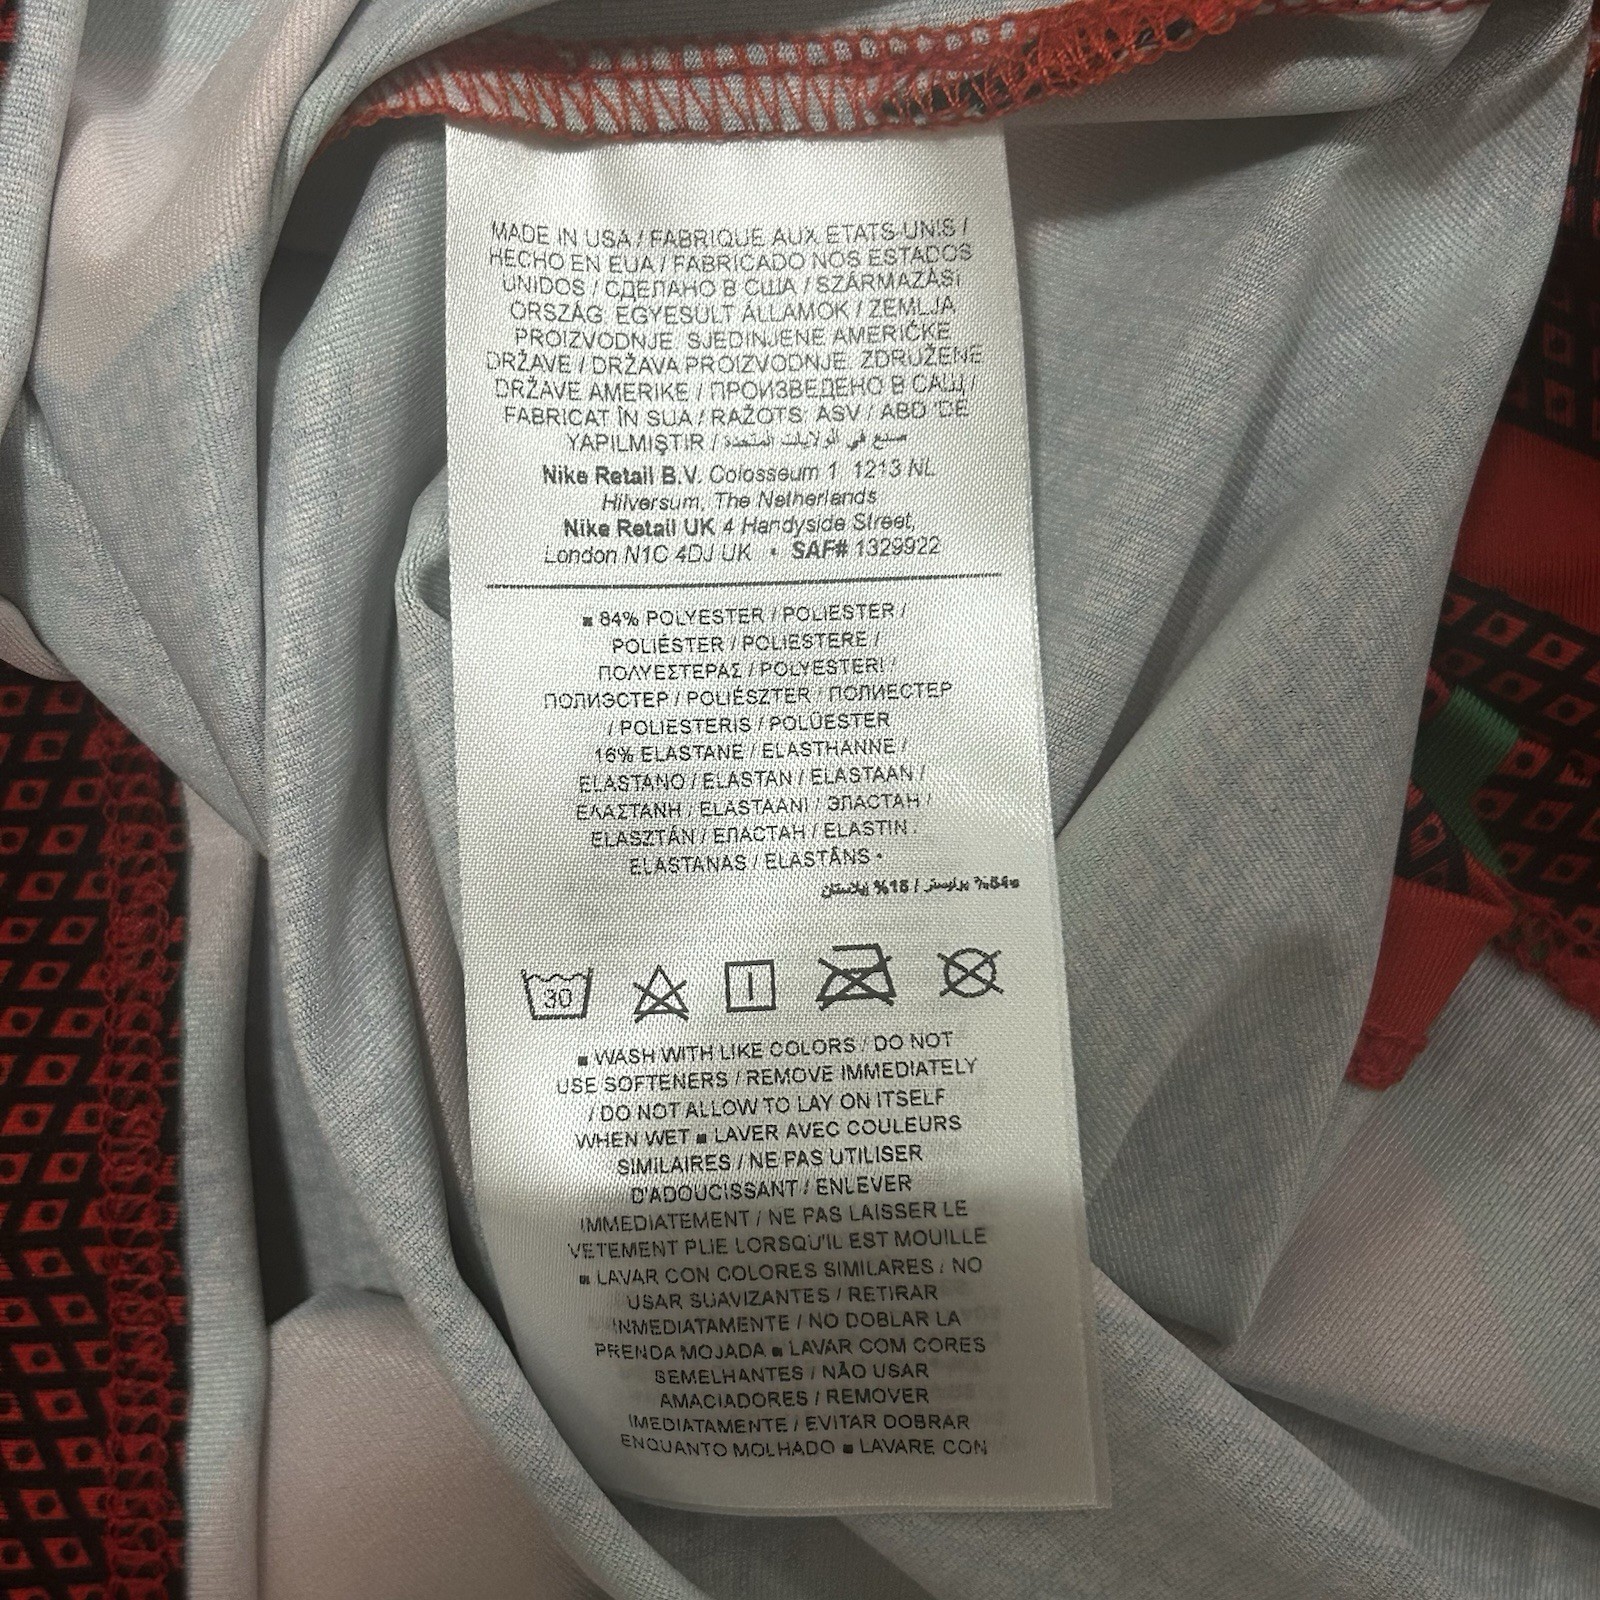 MADE IN USA / FABRIQUE AUX ETATS-UNIS /
HECHO EN EUA / FABRICADO NOS ESTADOS
UNIDOS / СДЕЛАНО В США / SZÁRMAZÁSI
ORSZÁG: EGYESULT ÁLLAMOK / ZEMLJA
PROIZVODNJE: SJEDINJENE AMERIČKE
DRŽAVE / DRŽAVA PROIZVODNJE: ZDRUŽENE
DRŽAVE AMERIKE / ПРОИЗВЕДЕНО В САЩ /
FABRICAT ÎN SUA / RAŽOTS: ASV / ABD 'DE
YAPILMIŞTIR / صنع في الولايات المتحدة
Nike Retail B.V. Colosseum 1 1213 NL
Hilversum, The Netherlands
Nike Retail UK 4 Handyside Street,
London N1C 4DJ UK • SAF# 1329922
■ 84% POLYESTER / POLIESTER /
POLIÉSTER / POLIESTERE /
ΠΟΛΥΕΣΤΕΡΑΣ / POLYESTERI /
ПОЛИЭСТЕР / POLIÉSZTER / ПОЛИЕСТЕР
/ POLIESTERIS / POLÜESTER
16% ELASTANE / ELASTHANNE /
ELASTANO / ELASTAN / ELASTAAN /
ΕΛΑΣΤΑΝΗ / ELASTAANI / ЭЛАСТАН /
ELASZTÁN / ЕЛАСТАН / ELASTIN /
ELASTANAS / ELASTĀNS •
84% بوليستر / 16% إيلاستان
30
■ WASH WITH LIKE COLORS / DO NOT
USE SOFTENERS / REMOVE IMMEDIATELY
/ DO NOT ALLOW TO LAY ON ITSELF
WHEN WET ■ LAVER AVEC COULEURS
SIMILAIRES / NE PAS UTILISER
D'ADOUCISSANT / ENLEVER
IMMEDIATEMENT / NE PAS LAISSER LE
VETEMENT PLIE LORSQU'IL EST MOUILLE
■ LAVAR CON COLORES SIMILARES / NO
USAR SUAVIZANTES / RETIRAR
INMEDIATAMENTE / NO DOBLAR LA
PRENDA MOJADA ■ LAVAR COM CORES
SEMELHANTES / NÃO USAR
AMACIADORES / REMOVER
IMEDIATAMENTE / EVITAR DOBRAR
ENQUANTO MOLHADO ■ LAVARE CON